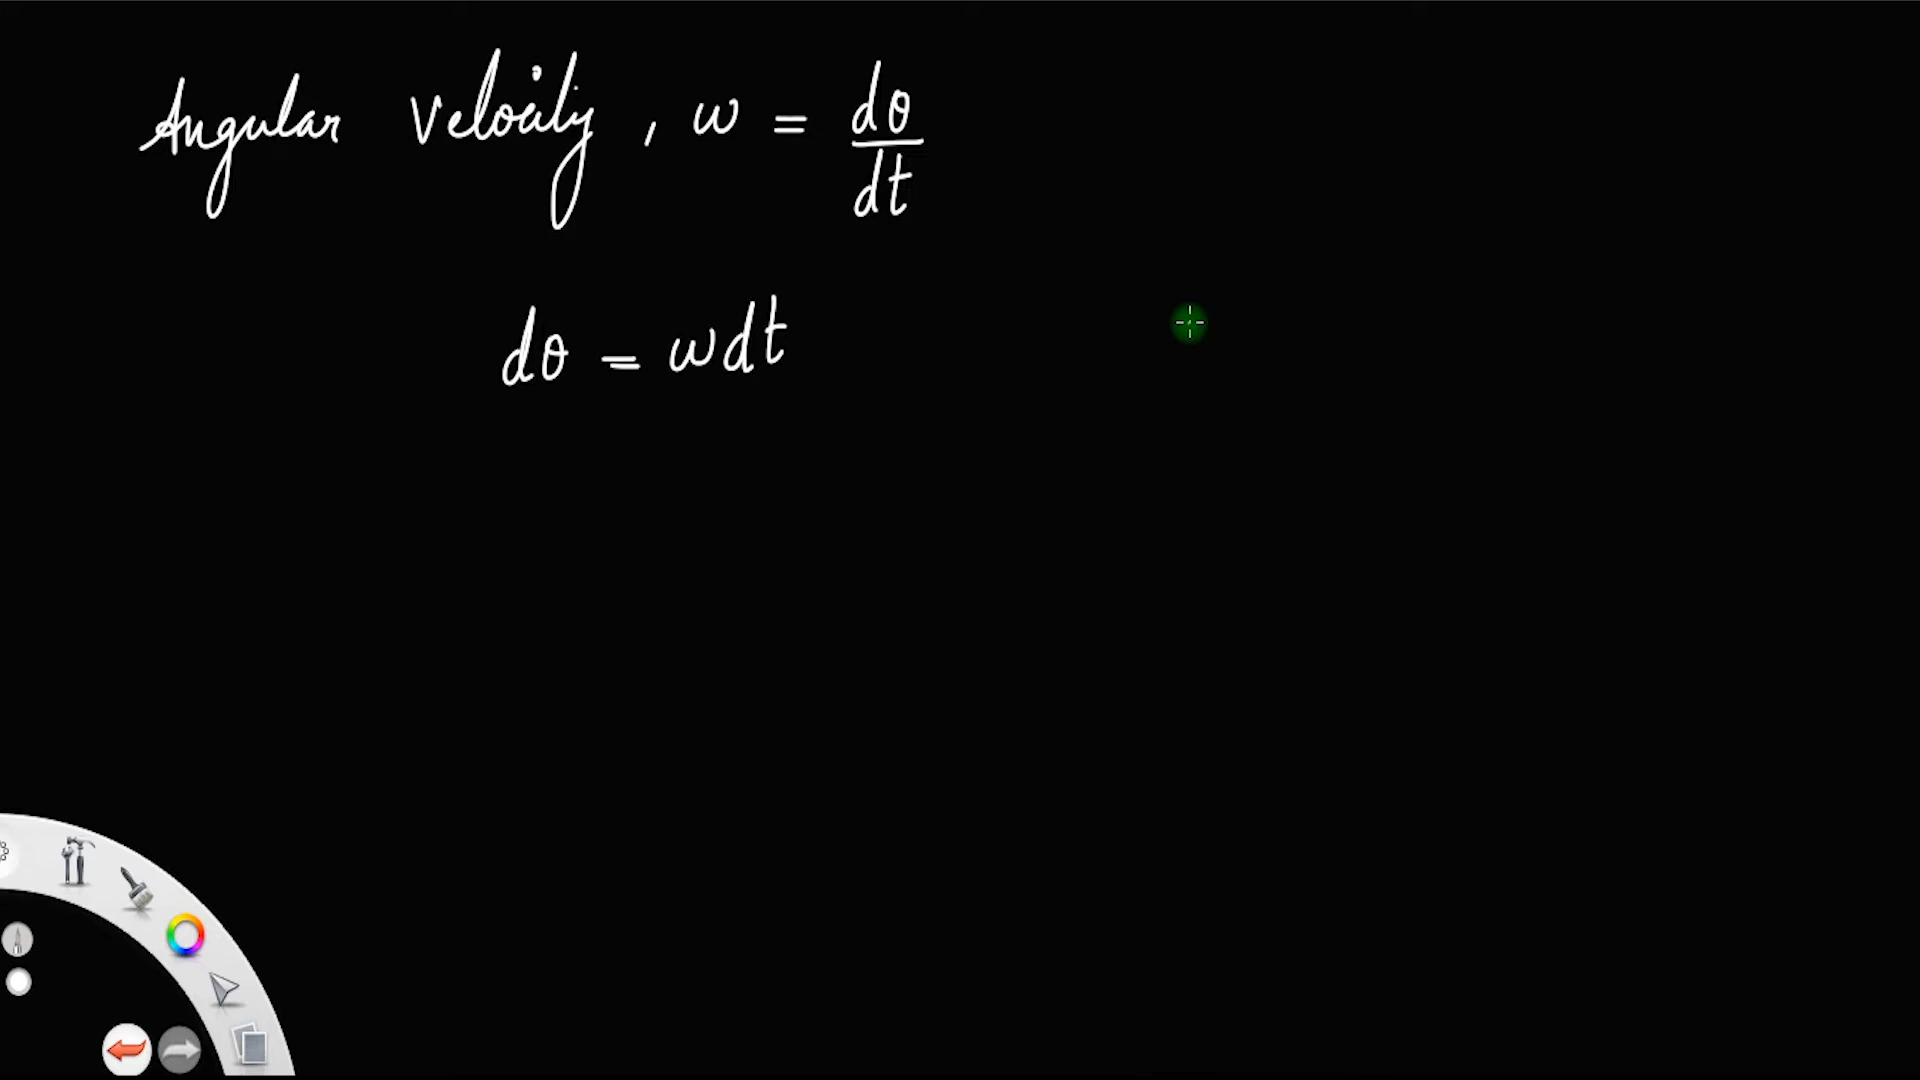 Angular Velocity, ω = dθ/dt
dθ = ωdt